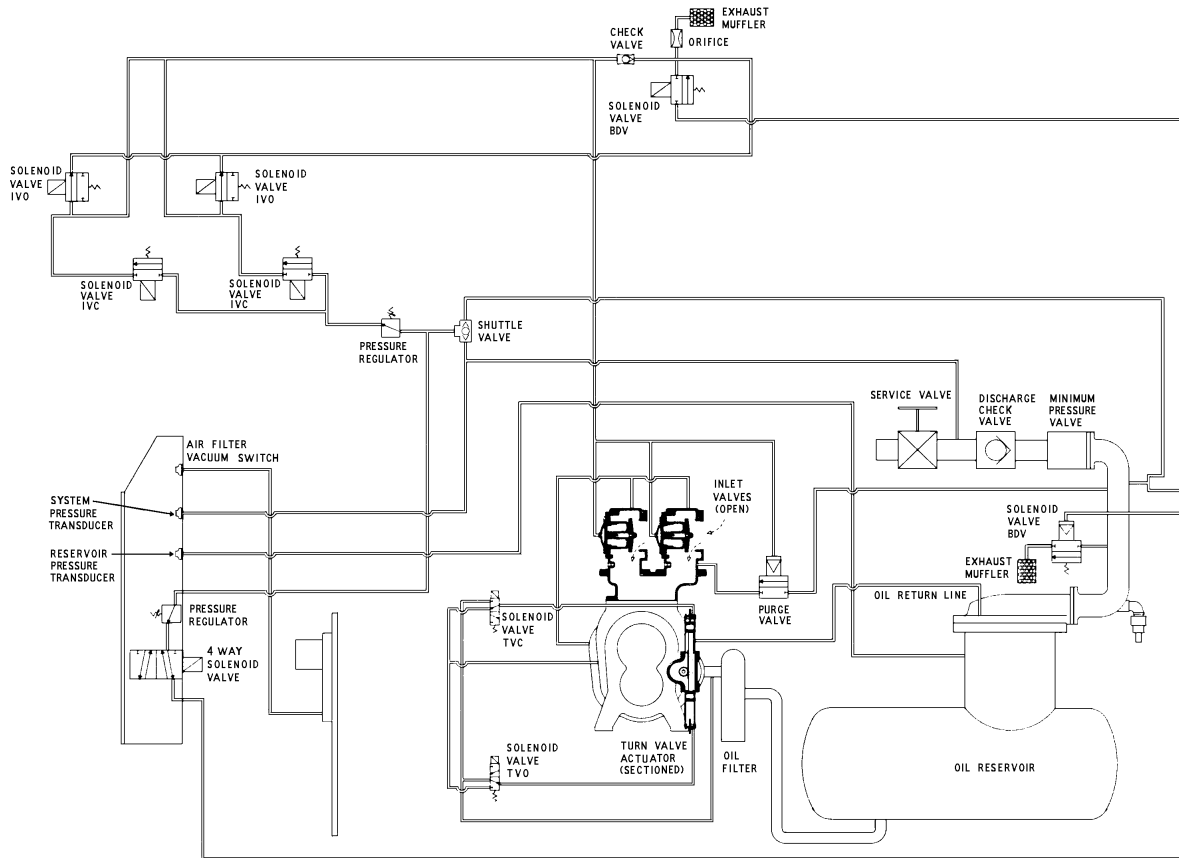 EXHAUST
MUFFLER
CHECK
VALVE
ORIFICE
SOLENOID
VALVE
BDV
SOLENOID
VALVE
IVO
SOLENOID
VALVE
IVO
SOLENOID
VALVE
IVC
SOLENOID
VALVE
IVC
SHUTTLE
VALVE
PRESSURE
REGULATOR
SERVICE VALVE
DISCHARGE
CHECK
VALVE
MINIMUM
PRESSURE
VALVE
AIR FILTER
VACUUM SWITCH
SYSTEM
PRESSURE
TRANSDUCER
RESERVOIR
PRESSURE
TRANSDUCER
INLET
VALVES
(OPEN)
SOLENOID
VALVE
BDV
EXHAUST
MUFFLER
PURGE
VALVE
OIL RETURN LINE
PRESSURE
REGULATOR
SOLENOID
VALVE
TVC
4 WAY
SOLENOID
VALVE
SOLENOID
VALVE
TVO
TURN VALVE
ACTUATOR
(SECTIONED)
OIL
FILTER
OIL RESERVOIR